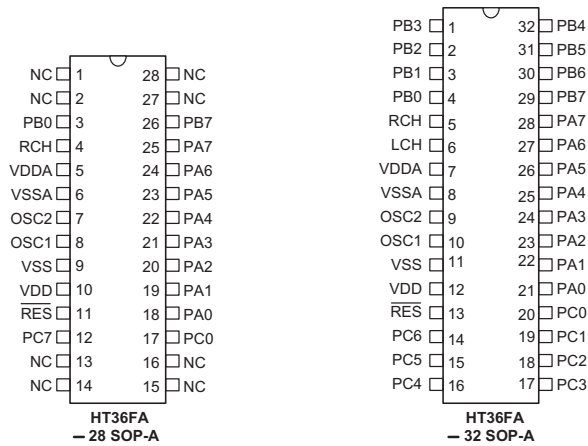 NC 1 28 NC
NC 2 27 NC
PB0 3 26 PB7
RCH 4 25 PA7
VDDA 5 24 PA6
VSSA 6 23 PA5
OSC2 7 22 PA4
OSC1 8 21 PA3
VSS 9 20 PA2
VDD 10 19 PA1
RES 11 18 PA0
PC7 12 17 PC0
NC 13 16 NC
NC 14 15 NC
HT36FA
– 28 SOP-A
PB3 1 32 PB4
PB2 2 31 PB5
PB1 3 30 PB6
PB0 4 29 PB7
RCH 5 28 PA7
LCH 6 27 PA6
VDDA 7 26 PA5
VSSA 8 25 PA4
OSC2 9 24 PA3
OSC1 10 23 PA2
VSS 11 22 PA1
VDD 12 21 PA0
RES 13 20 PC0
PC6 14 19 PC1
PC5 15 18 PC2
PC4 16 17 PC3
HT36FA
– 32 SOP-A